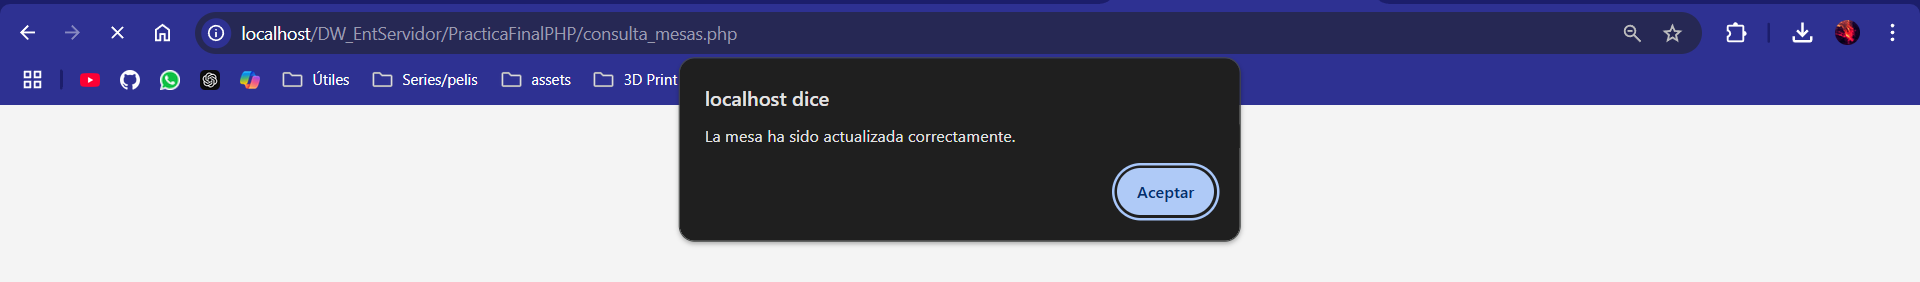 localhost/DW_EntServidor/PracticaFinalPHP/consulta_mesas.php
Útiles Series/pelis assets 3D Print
localhost dice
La mesa ha sido actualizada correctamente.
Aceptar